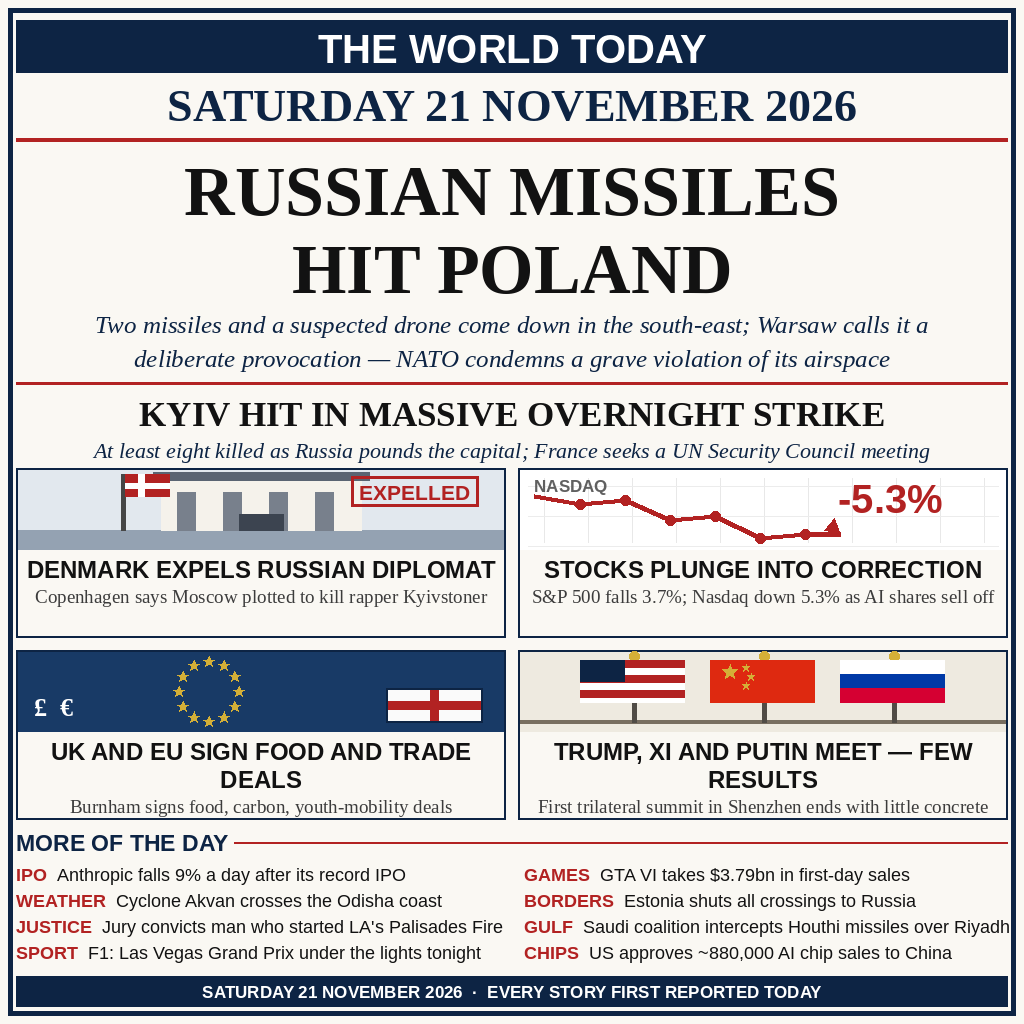 THE WORLD TODAY
SATURDAY 21 NOVEMBER 2026
RUSSIAN MISSILES
HIT POLAND
Two missiles and a suspected drone come down in the south-east; Warsaw calls it a
deliberate provocation — NATO condemns a grave violation of its airspace
KYIV HIT IN MASSIVE OVERNIGHT STRIKE
At least eight killed as Russia pounds the capital; France seeks a UN Security Council meeting
EXPELLED
DENMARK EXPELS RUSSIAN DIPLOMAT
Copenhagen says Moscow plotted to kill rapper Kyivstoner
NASDAQ
-5.3%
STOCKS PLUNGE INTO CORRECTION
S&P 500 falls 3.7%; Nasdaq down 5.3% as AI shares sell off
£ €
UK AND EU SIGN FOOD AND TRADE
DEALS
Burnham signs food, carbon, youth-mobility deals
TRUMP, XI AND PUTIN MEET — FEW
RESULTS
First trilateral summit in Shenzhen ends with little concrete
MORE OF THE DAY
IPO Anthropic falls 9% a day after its record IPO
WEATHER Cyclone Akvan crosses the Odisha coast
JUSTICE Jury convicts man who started LA's Palisades Fire
SPORT F1: Las Vegas Grand Prix under the lights tonight
GAMES GTA VI takes $3.79bn in first-day sales
BORDERS Estonia shuts all crossings to Russia
GULF Saudi coalition intercepts Houthi missiles over Riyadh
CHIPS US approves ~880,000 AI chip sales to China
SATURDAY 21 NOVEMBER 2026 · EVERY STORY FIRST REPORTED TODAY